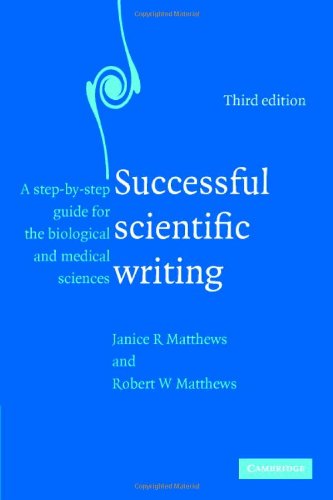 Third edition
A step-by-step
guide for
the biological
and medical
sciences
Successful
scientific
writing
Janice R Matthews
and
Robert W Matthews
CAMBRIDGE